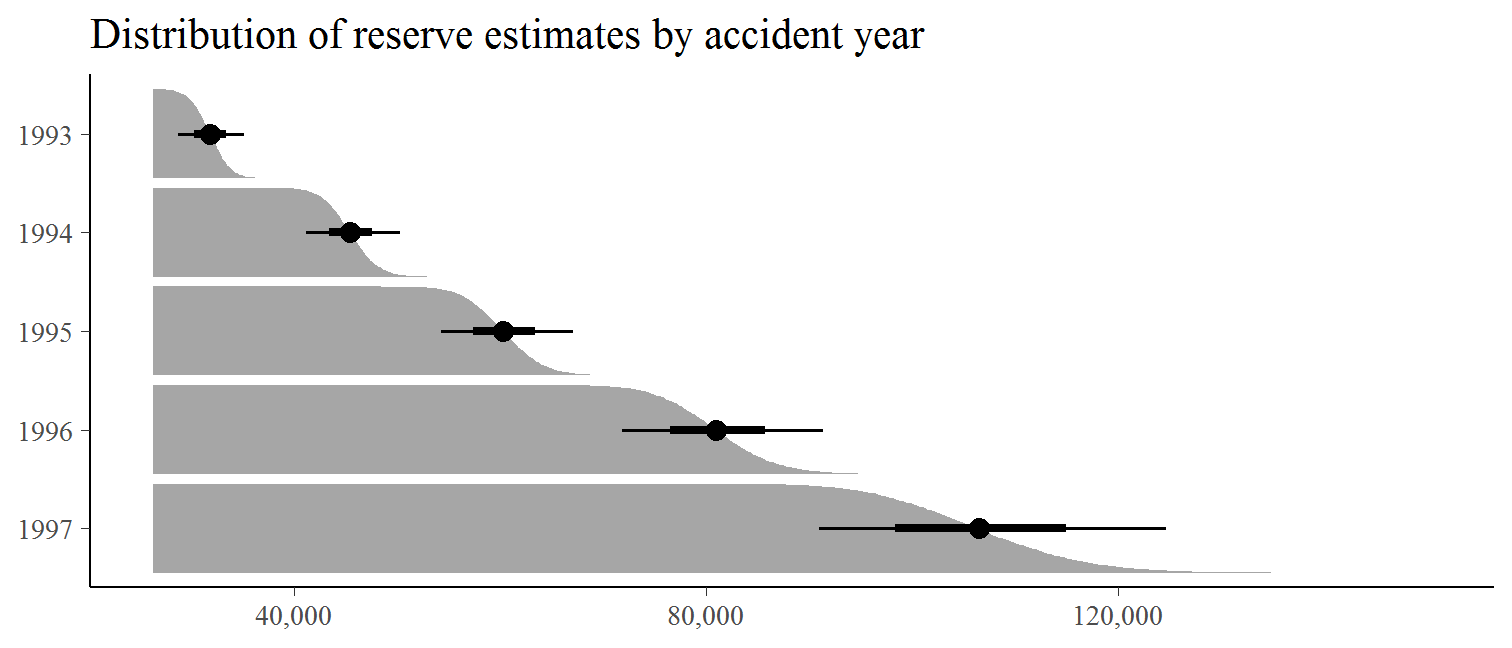 Distribution of reserve estimates by accident year
1993
1994
1995
1996
1997
40,000 80,000 120,000